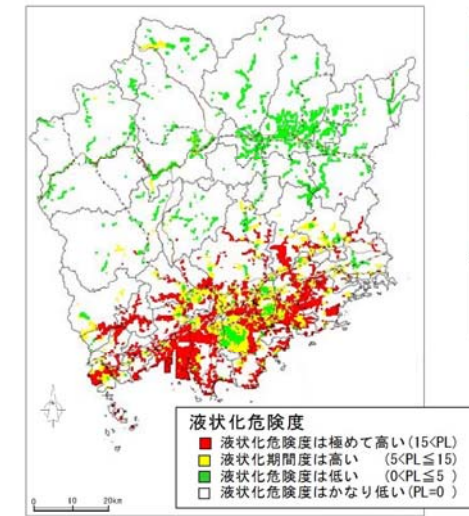 液状化危険度
液状化危険度は極めて高い(15<PL)
液状化期間度は高い (5<PL≦15)
液状化危険度は低い (0<PL≦5 )
液状化危険度はかなり低い(PL=0 )
0 10 20km